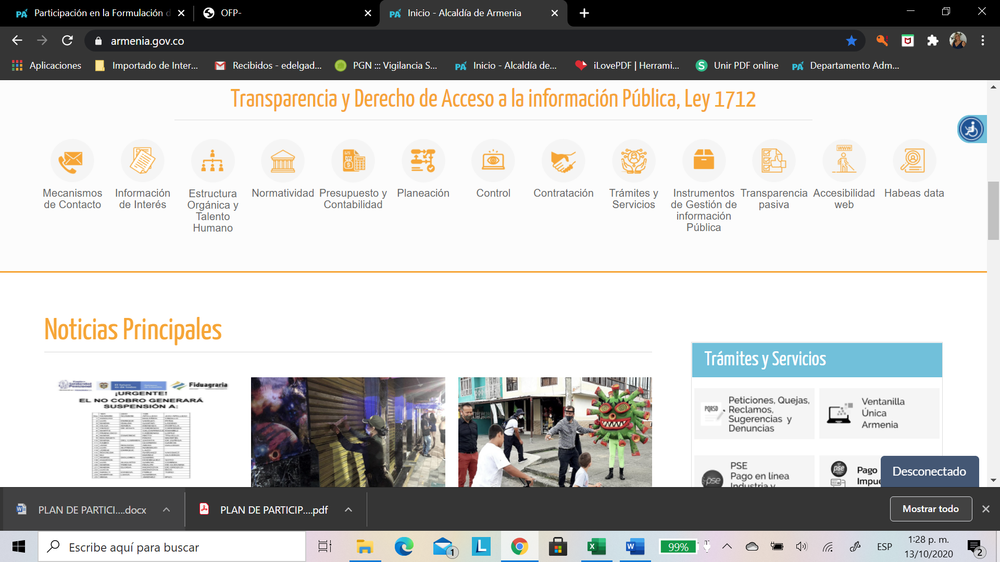 Participación en la Formulación d
OFP-
Inicio - Alcaldía de Armenia
armenia.gov.co
Aplicaciones
Importado de Inter...
Recibidos - edelgad...
PGN ::: Vigilancia S...
Inicio - Alcaldía de...
iLovePDF | Herrami...
Unir PDF online
Departamento Adm...
Transparencia y Derecho de Acceso a la información Pública, Ley 1712
Mecanismos
de Contacto
Información
de Interés
Estructura
Orgánica y
Talento
Humano
Normatividad
Presupuesto y
Contabilidad
Planeación
Control
Contratación
Trámites y
Servicios
Instrumentos
de Gestión de
información
Pública
Transparencia
pasiva
WWW
Accesibilidad
web
Habeas data
Noticias Principales
Fiduagraria
¡URGENTE!
EL NO COBRO GENERARÁ
SUSPENSIÓN A:
Trámites y Servicios
PQRSD
Peticiones, Quejas,
Reclamos,
Sugerencias y
Denuncias
Ventanilla
Única
Armenia
pse
PSE
Pago en línea
Industria y
pse
Pago
Impue
Desconectado
PLAN DE PARTICI....docx
PLAN DE PARTICIP....pdf
Mostrar todo
Escribe aquí para buscar
1
99%
ESP
1:28 p. m.
13/10/2020
2